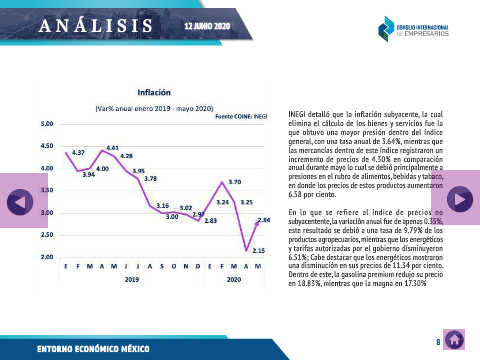 ANÁLISIS
12 JUNIO 2020
CONSEJO INTERNACIONAL
DE EMPRESARIOS
Inflación
(Var% anual enero 2019 - mayo 2020)
Fuente COINE: INEGI
5.00
4.50
4.00
3.50
3.00
2.50
2.00
4.37
3.94
4.00
4.41
4.28
3.95
3.78
3.16
3.00
3.02
2.97
2.83
3.24
3.70
3.25
2.15
2.84
E F M A M J J A S O N D E F M A M
2019 2020
INEGI detalló que la inflación subyacente, la cual
elimina el cálculo de los bienes y servicios fue la
que obtuvo una mayor presión dentro del índice
general, con una tasa anual de 3.64%, mientras que
las mercancías dentro de este índice registraron un
incremento de precios de 4.30% en comparación
anual durante mayo lo cual se debió principalmente a
presiones en el rubro de alimentos, bebidas y tabaco,
en donde los precios de estos productos aumentaron
6.58 por ciento.
En lo que se refiere al índice de precios no
subyacente, la variación anual fue de apenas 0.35%,
este resultado se debió a una tasa de 9.79% de los
productos agropecuarios, mientras que los energéticos
y tarifas autorizadas por el gobierno disminuyeron
6.51%; Cabe destacar que los energéticos mostraron
una disminución en sus precios de 11.34 por ciento.
Dentro de este, la gasolina premium redujo su precio
en 18.83%, mientras que la magna en 17.30%
ENTORNO ECONÓMICO MÉXICO
8